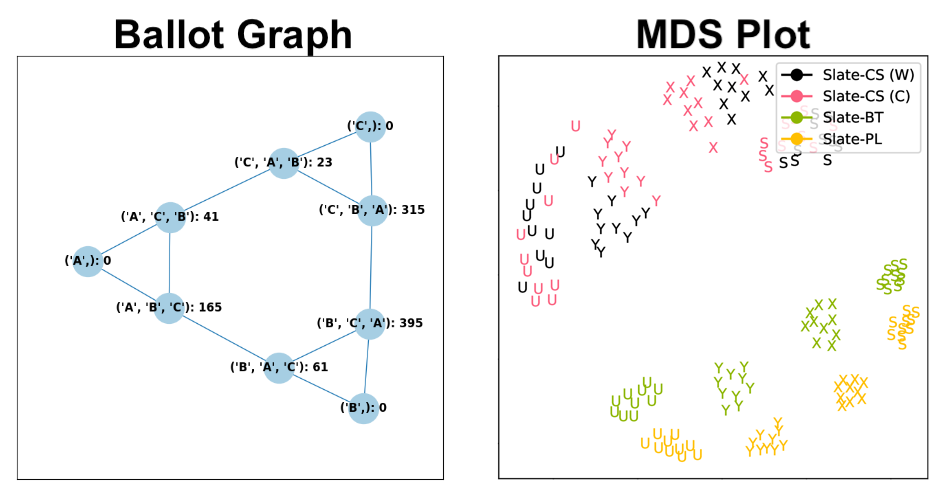 Ballot Graph
('C',): 0
('C', 'A', 'B'): 23
('C', 'B', 'A'): 315
('A', 'C', 'B'): 41
('A',): 0
('A', 'B', 'C'): 165
('B', 'C', 'A'): 395
('B', 'A', 'C'): 61
('B',): 0
MDS Plot
Slate-CS (W)
Slate-CS (C)
Slate-BT
Slate-PL